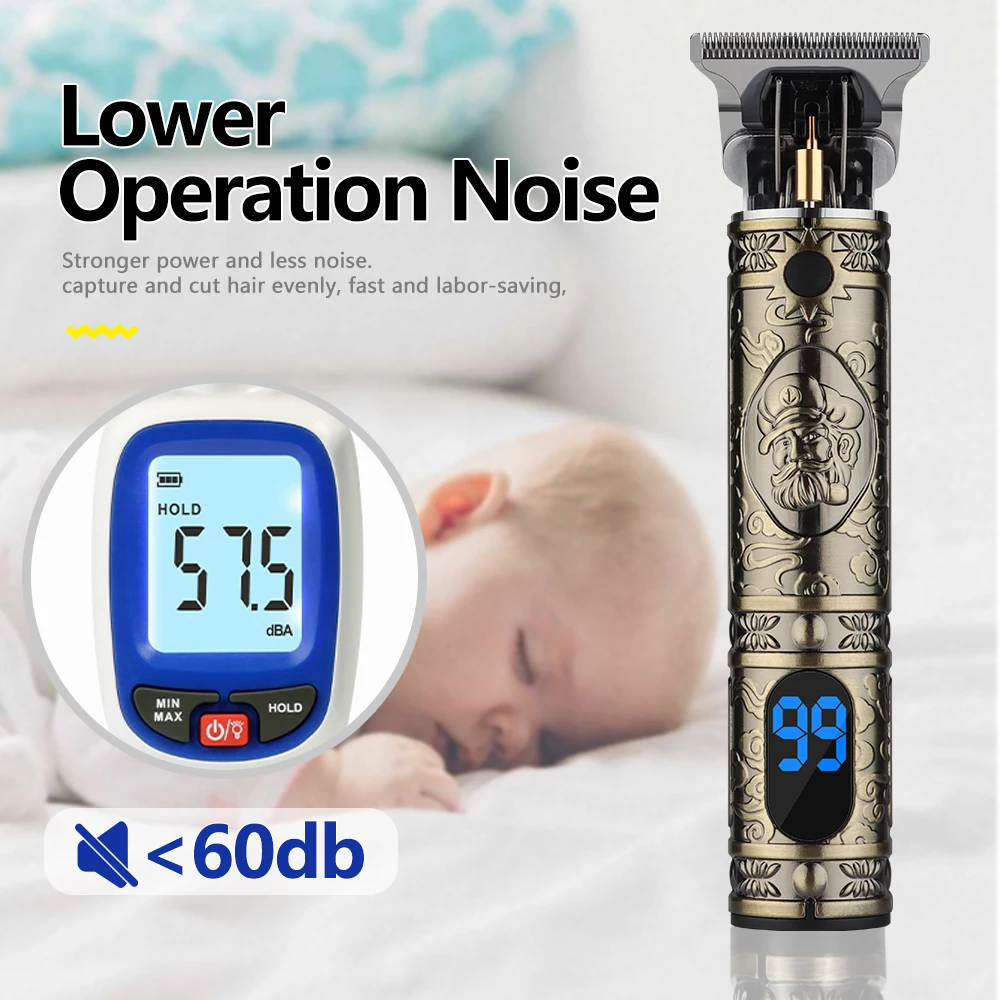 Lower
Operation Noise
Stronger power and less noise.
capture and cut hair evenly, fast and labor-saving,
HOLD
57.5
dBA
MIN
MAX
HOLD
99
<60db